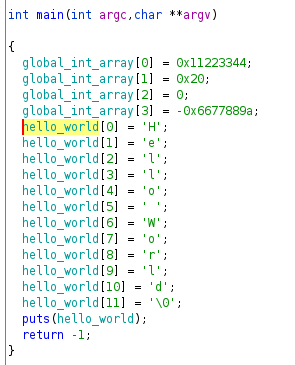 int main(int argc,char **argv)
{
global_int_array[0] = 0x11223344;
global_int_array[1] = 0x20;
global_int_array[2] = 0;
global_int_array[3] = -0x6677889a;
hello_world[0] = 'H';
hello_world[1] = 'e';
hello_world[2] = 'l';
hello_world[3] = 'l';
hello_world[4] = 'o';
hello_world[5] = ' ';
hello_world[6] = 'W';
hello_world[7] = 'o';
hello_world[8] = 'r';
hello_world[9] = 'l';
hello_world[10] = 'd';
hello_world[11] = '\0';
puts(hello_world);
return -1;
}